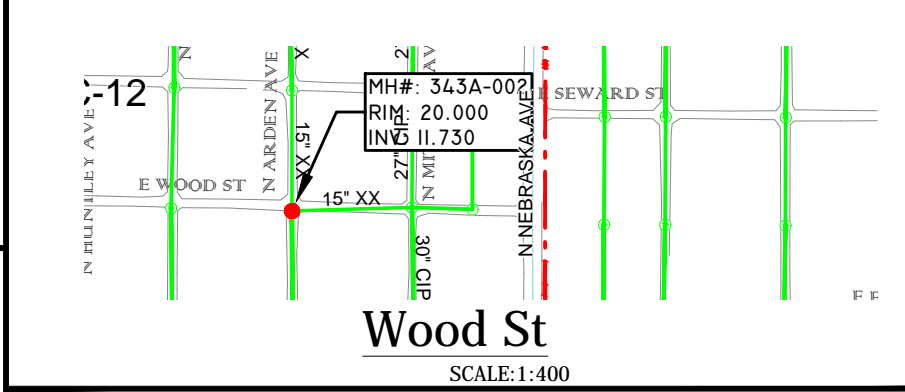 MH#: 343A-002
RIM: 20.000
INV: 11.730
C-12
E SEWARD ST
N HUNTLEY AVE
N ARDEN AVE
N NEBRASKA AVE
E WOOD ST
15" XX
27" CIP
15" XX
30" CIP
Wood St
SCALE:1:400